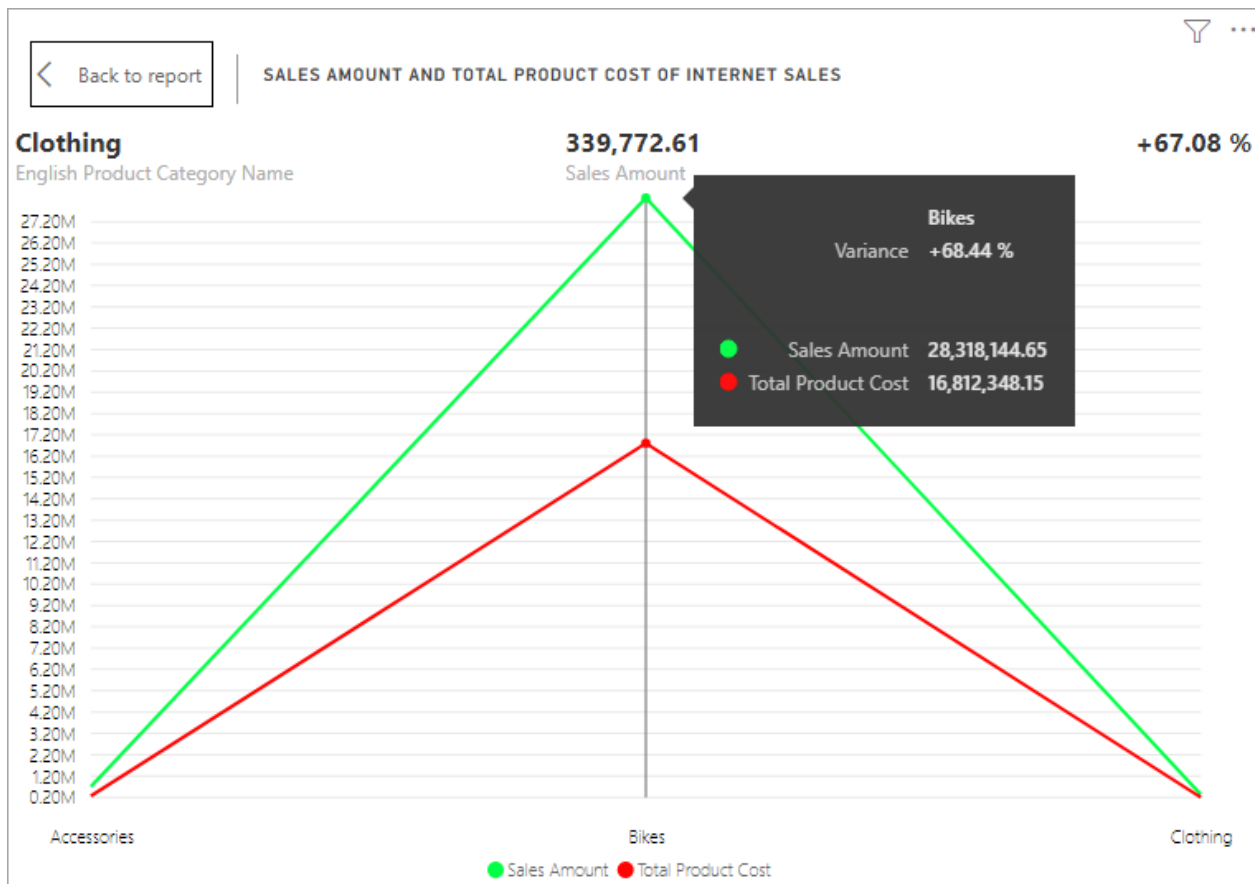 Back to report
SALES AMOUNT AND TOTAL PRODUCT COST OF INTERNET SALES
Clothing 339,772.61 +67.08 %
English Product Category Name Sales Amount
Bikes
Variance +68.44 %
Sales Amount 28,318,144.65
Total Product Cost 16,812,348.15
27.20M
26.20M
25.20M
24.20M
23.20M
22.20M
21.20M
20.20M
19.20M
18.20M
17.20M
16.20M
15.20M
14.20M
13.20M
12.20M
11.20M
10.20M
9.20M
8.20M
7.20M
6.20M
5.20M
4.20M
3.20M
2.20M
1.20M
0.20M
Accessories Bikes Clothing
Sales Amount Total Product Cost